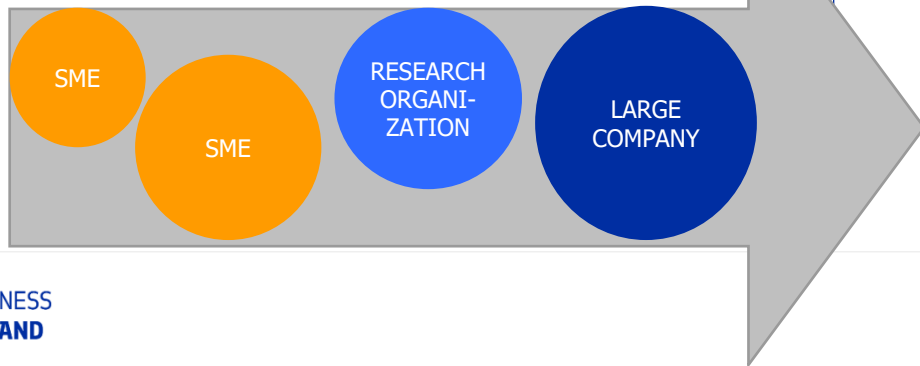 SME
SME
RESEARCH
ORGANI-
ZATION
LARGE
COMPANY
NESS
AND